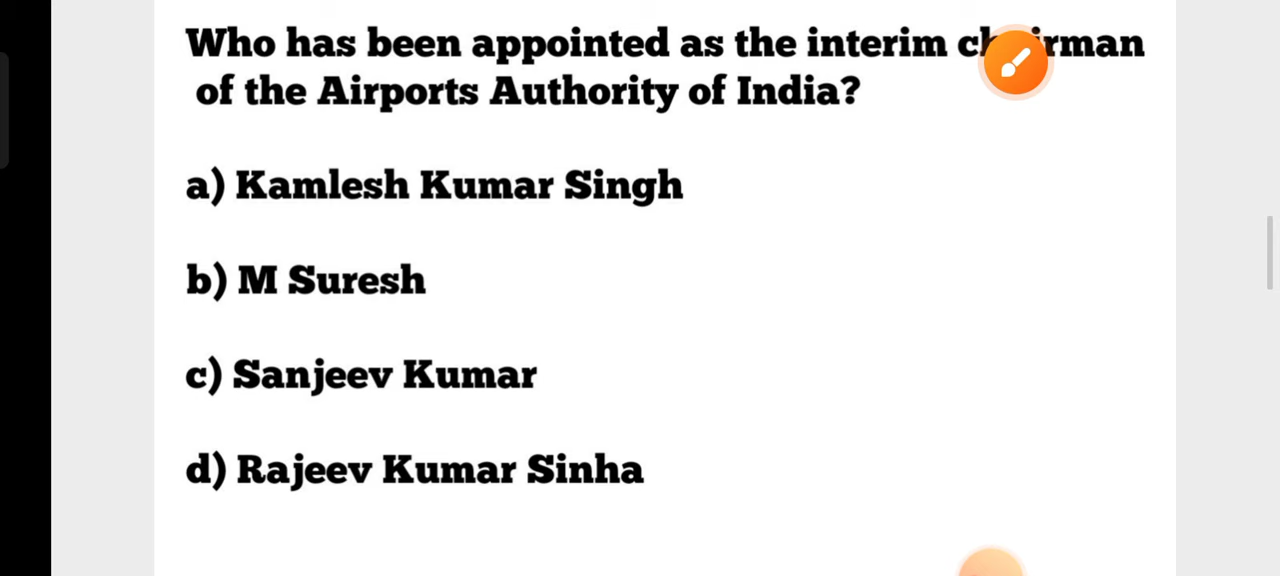 Who has been appointed as the interim chairman
of the Airports Authority of India?
a) Kamlesh Kumar Singh
b) M Suresh
c) Sanjeev Kumar
d) Rajeev Kumar Sinha